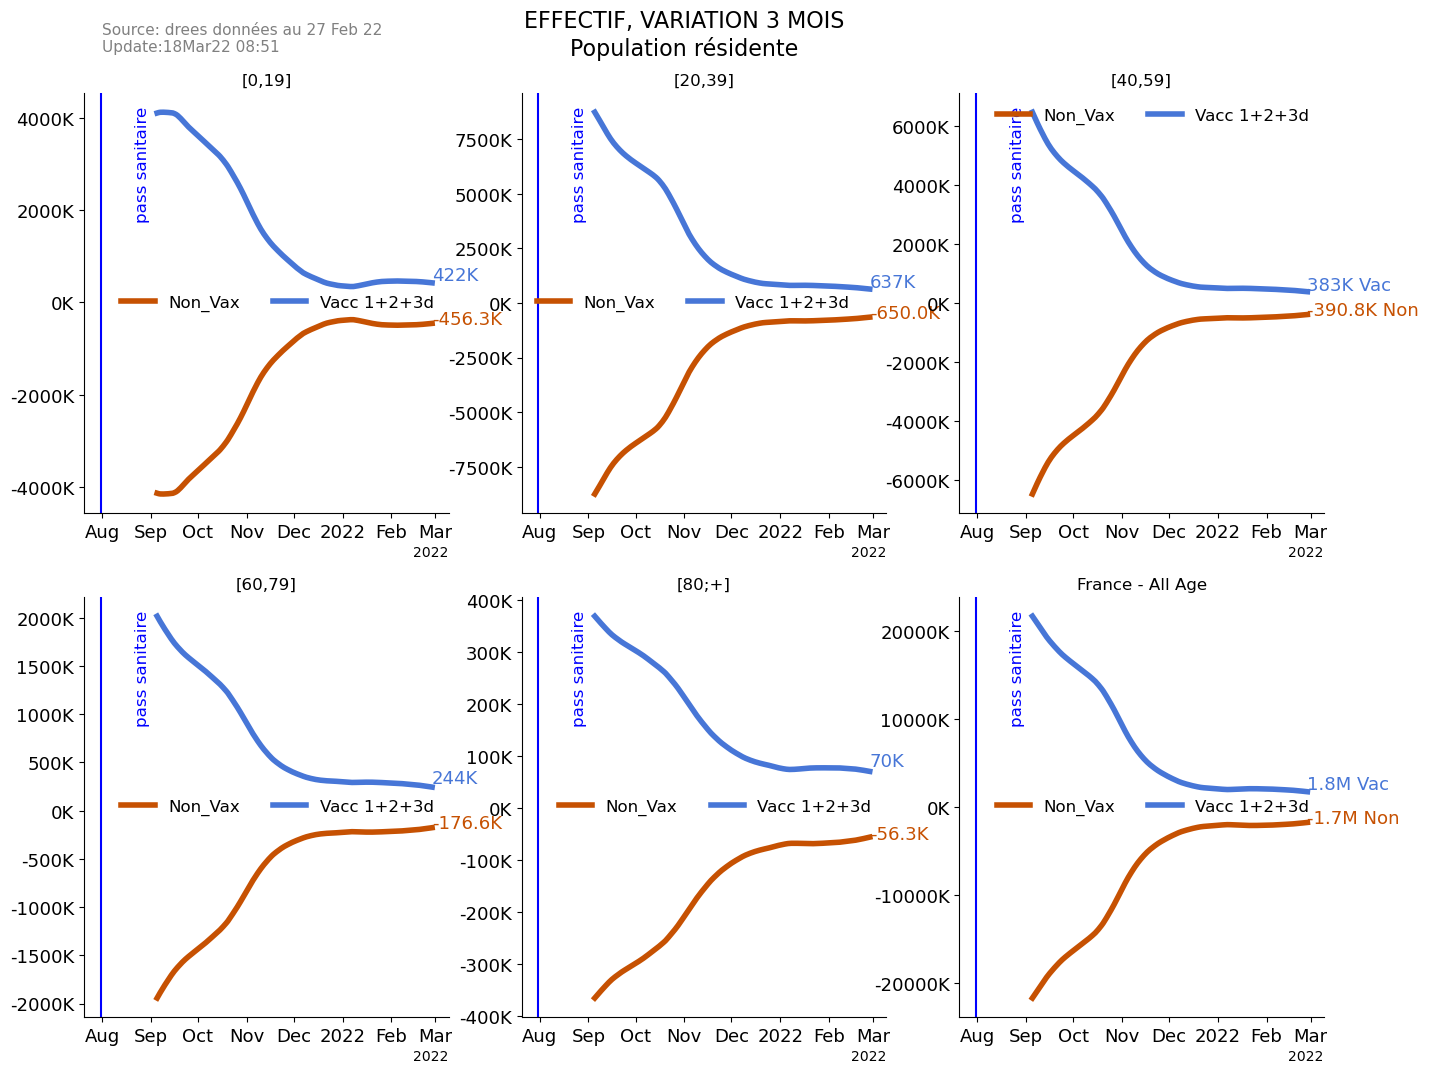 Source: drees données au 27 Feb 22
Update:18Mar22 08:51
EFFECTIF, VARIATION 3 MOIS
Population résidente
[0,19]
4000K
2000K
0K
-2000K
-4000K
pass sanitaire
Non_Vax
Vacc 1+2+3d
422K
-456.3K
Aug Sep Oct Nov Dec 2022 Feb Mar
2022
[20,39]
7500K
5000K
2500K
0K
-2500K
-5000K
-7500K
pass sanitaire
Non_Vax
Vacc 1+2+3d
637K
-650.0K
Aug Sep Oct Nov Dec 2022 Feb Mar
2022
[40,59]
6000K
4000K
2000K
0K
-2000K
-4000K
-6000K
pass sanitaire
Non_Vax
Vacc 1+2+3d
383K Vac
-390.8K Non
Aug Sep Oct Nov Dec 2022 Feb Mar
2022
[60,79]
2000K
1500K
1000K
500K
0K
-500K
-1000K
-1500K
-2000K
pass sanitaire
Non_Vax
Vacc 1+2+3d
244K
-176.6K
Aug Sep Oct Nov Dec 2022 Feb Mar
2022
[80;+]
400K
300K
200K
100K
0K
-100K
-200K
-300K
-400K
pass sanitaire
Non_Vax
Vacc 1+2+3d
70K
-56.3K
Aug Sep Oct Nov Dec 2022 Feb Mar
2022
France - All Age
20000K
10000K
0K
-10000K
-20000K
pass sanitaire
Non_Vax
Vacc 1+2+3d
1.8M Vac
-1.7M Non
Aug Sep Oct Nov Dec 2022 Feb Mar
2022